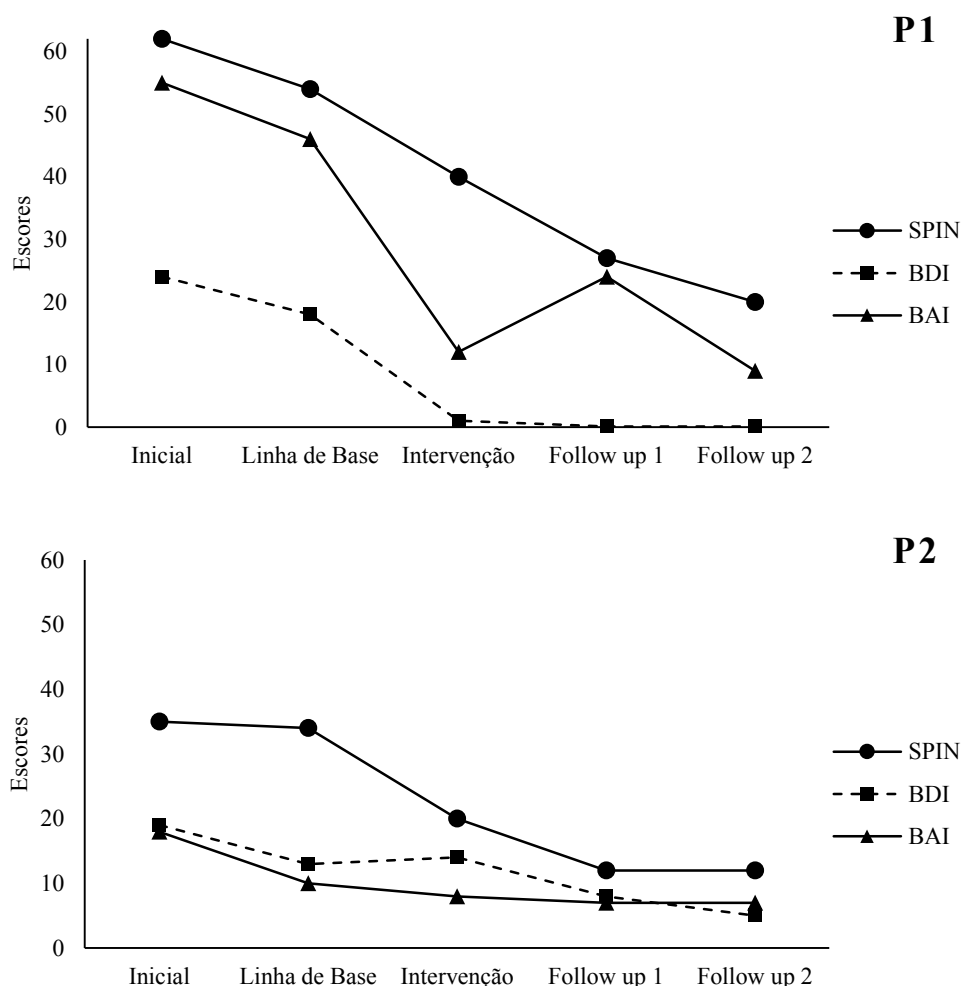 P1
60
50
40
30
20
10
0
Escores
Inicial
Linha de Base
Intervenção
Follow up 1
Follow up 2
SPIN
BDI
BAI
P2
60
50
40
30
20
10
0
Escores
Inicial
Linha de Base
Intervenção
Follow up 1
Follow up 2
SPIN
BDI
BAI